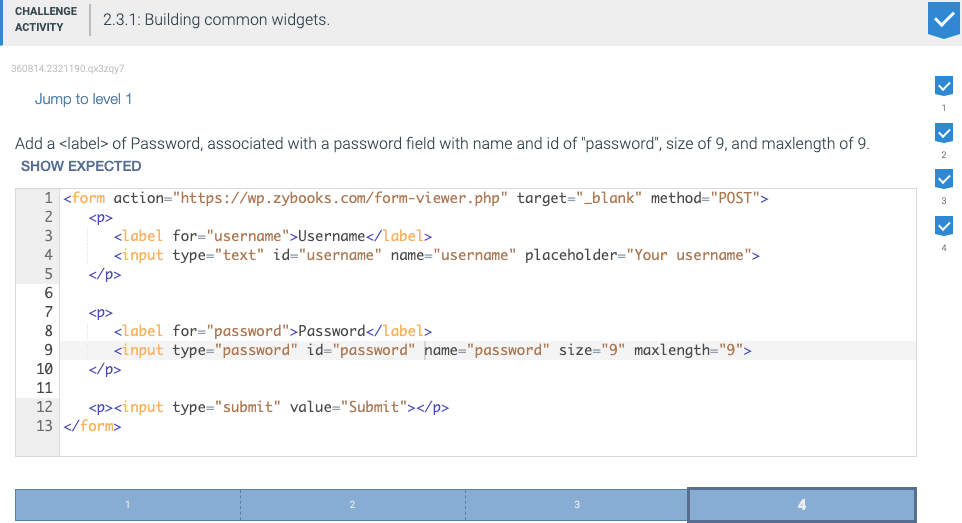 CHALLENGE
ACTIVITY
2.3.1: Building common widgets.
360814.2321190.qx3zqy7
Jump to level 1
1
2
3
4
Add a <label> of Password, associated with a password field with name and id of "password", size of 9, and maxlength of 9.
SHOW EXPECTED
1 <form action="https://wp.zybooks.com/form-viewer.php" target="_blank" method="POST">
2    <p>
3       <label for="username">Username</label>
4       <input type="text" id="username" name="username" placeholder="Your username">
5    </p>
6
7    <p>
8       <label for="password">Password</label>
9       <input type="password" id="password" name="password" size="9" maxlength="9">
10    </p>
11
12    <p><input type="submit" value="Submit"></p>
13 </form>
1 2 3 4